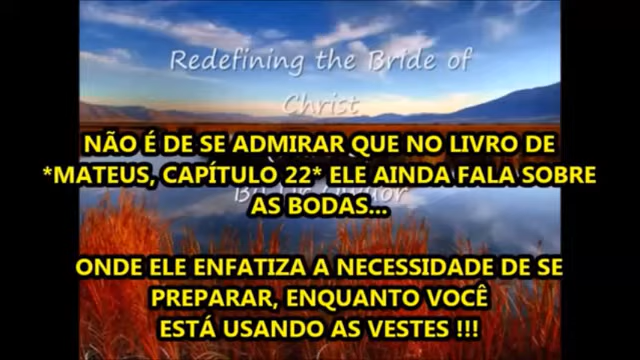 Redefining the Bride of
Christ
NÃO É DE SE ADMIRAR QUE NO LIVRO DE
*MATEUS, CAPÍTULO 22* ELE AINDA FALA SOBRE
AS BODAS...
ONDE ELE ENFATIZA A NECESSIDADE DE SE
PREPARAR, ENQUANTO VOCÊ
ESTÁ USANDO AS VESTES !!!